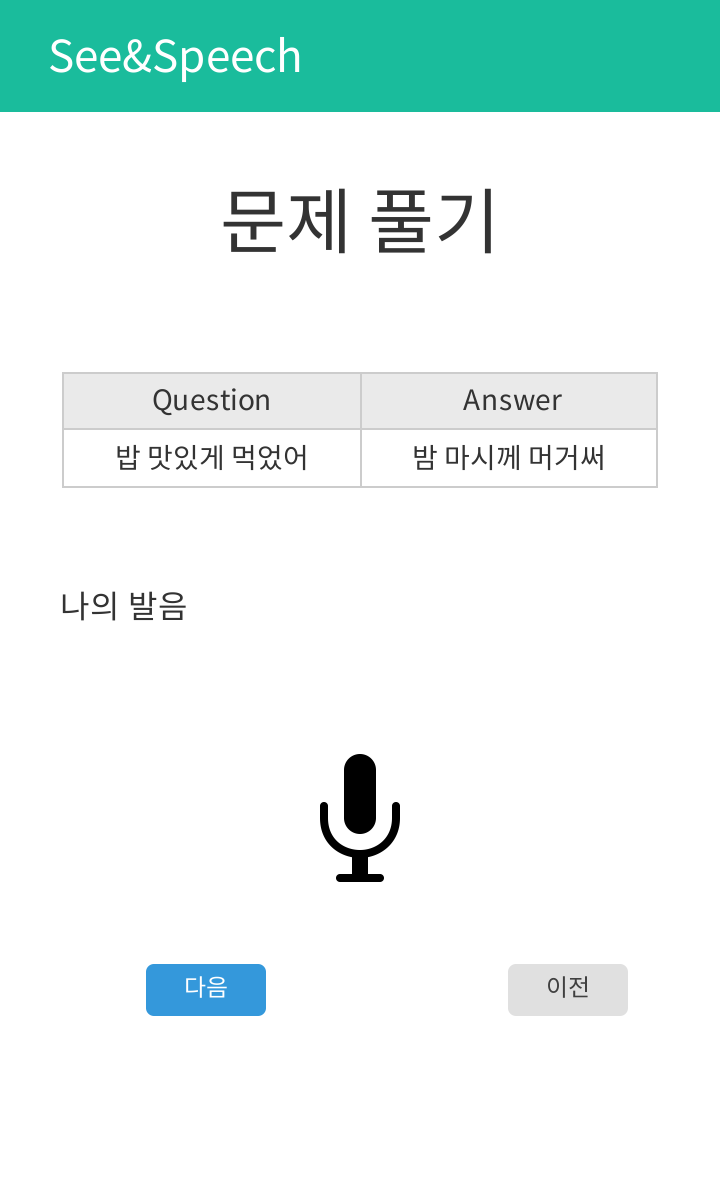 See&Speech
문제 풀기
Question Answer
밥 맛있게 먹었어 밤 마시께 머거써
나의 발음
다음 이전